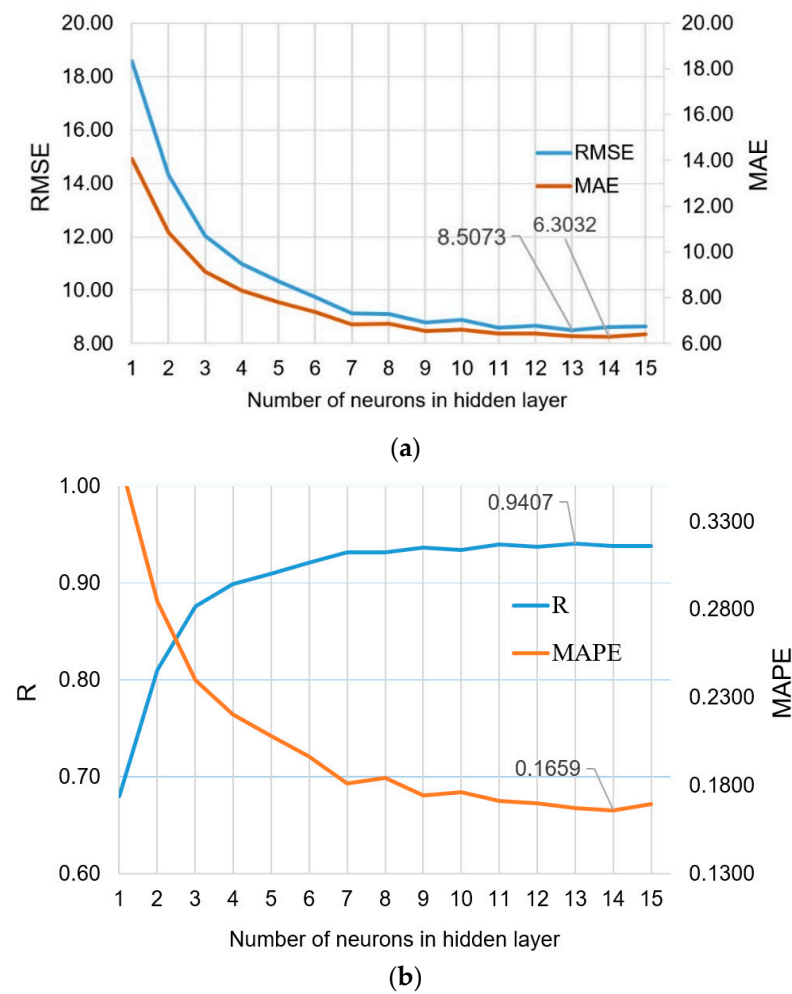 20.00
18.00
16.00
14.00
12.00
10.00
8.00
RMSE
20.00
18.00
16.00
14.00
12.00
10.00
8.00
6.00
MAE
RMSE
MAE
8.5073
6.3032
1 2 3 4 5 6 7 8 9 10 11 12 13 14 15
Number of neurons in hidden layer
(a)
1.00
0.90
0.80
0.70
0.60
R
0.3300
0.2800
0.2300
0.1800
0.1300
MAPE
0.9407
R
MAPE
0.1659
1 2 3 4 5 6 7 8 9 10 11 12 13 14 15
Number of neurons in hidden layer
(b)